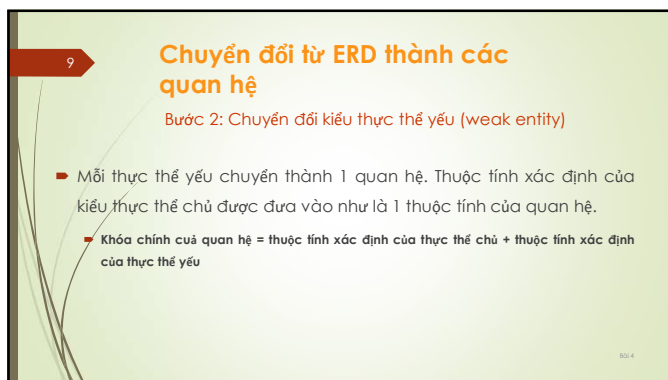 9
Chuyển đổi từ ERD thành các
quan hệ
Bước 2: Chuyển đổi kiểu thực thể yếu (weak entity)
Mỗi thực thể yếu chuyển thành 1 quan hệ. Thuộc tính xác định của
kiểu thực thể chủ được đưa vào như là 1 thuộc tính của quan hệ.
Khóa chính cuả quan hệ = thuộc tính xác định của thực thể chủ + thuộc tính xác định
của thực thể yếu
Bài 4